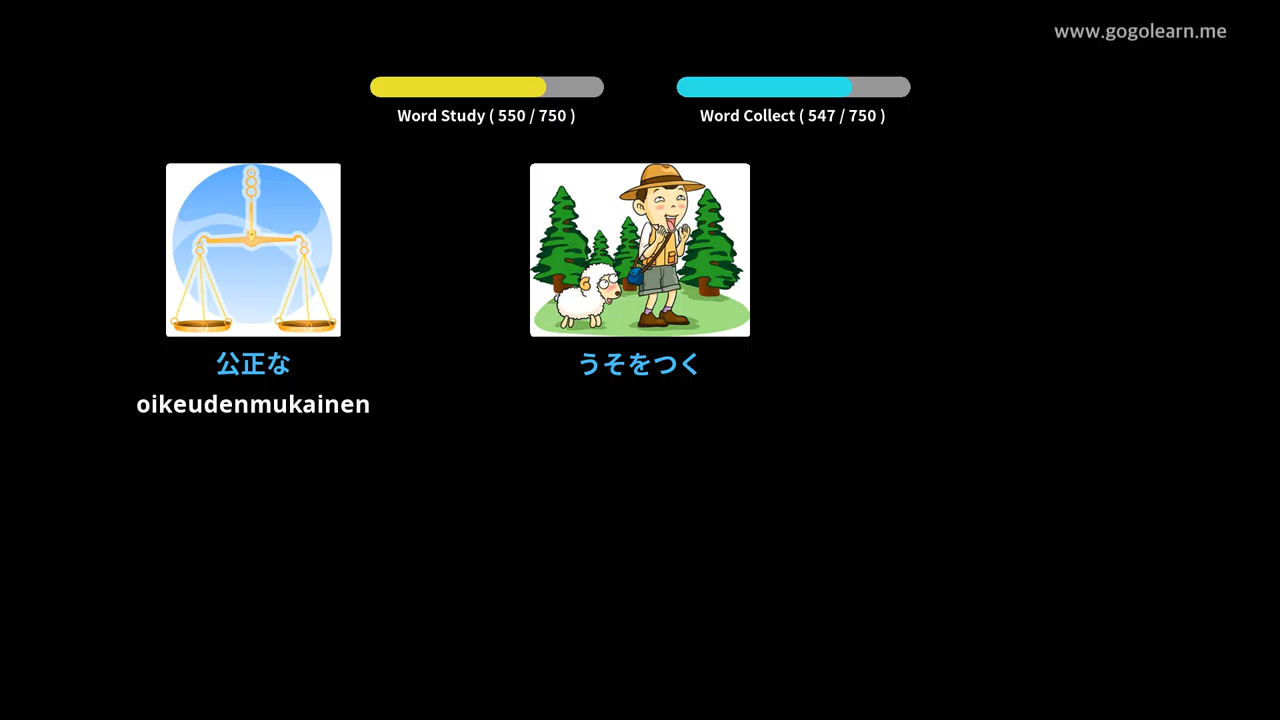 www.gogolearn.me
Word Study ( 550 / 750 )
Word Collect ( 547 / 750 )
公正な
うそをつく
oikeudenmukainen